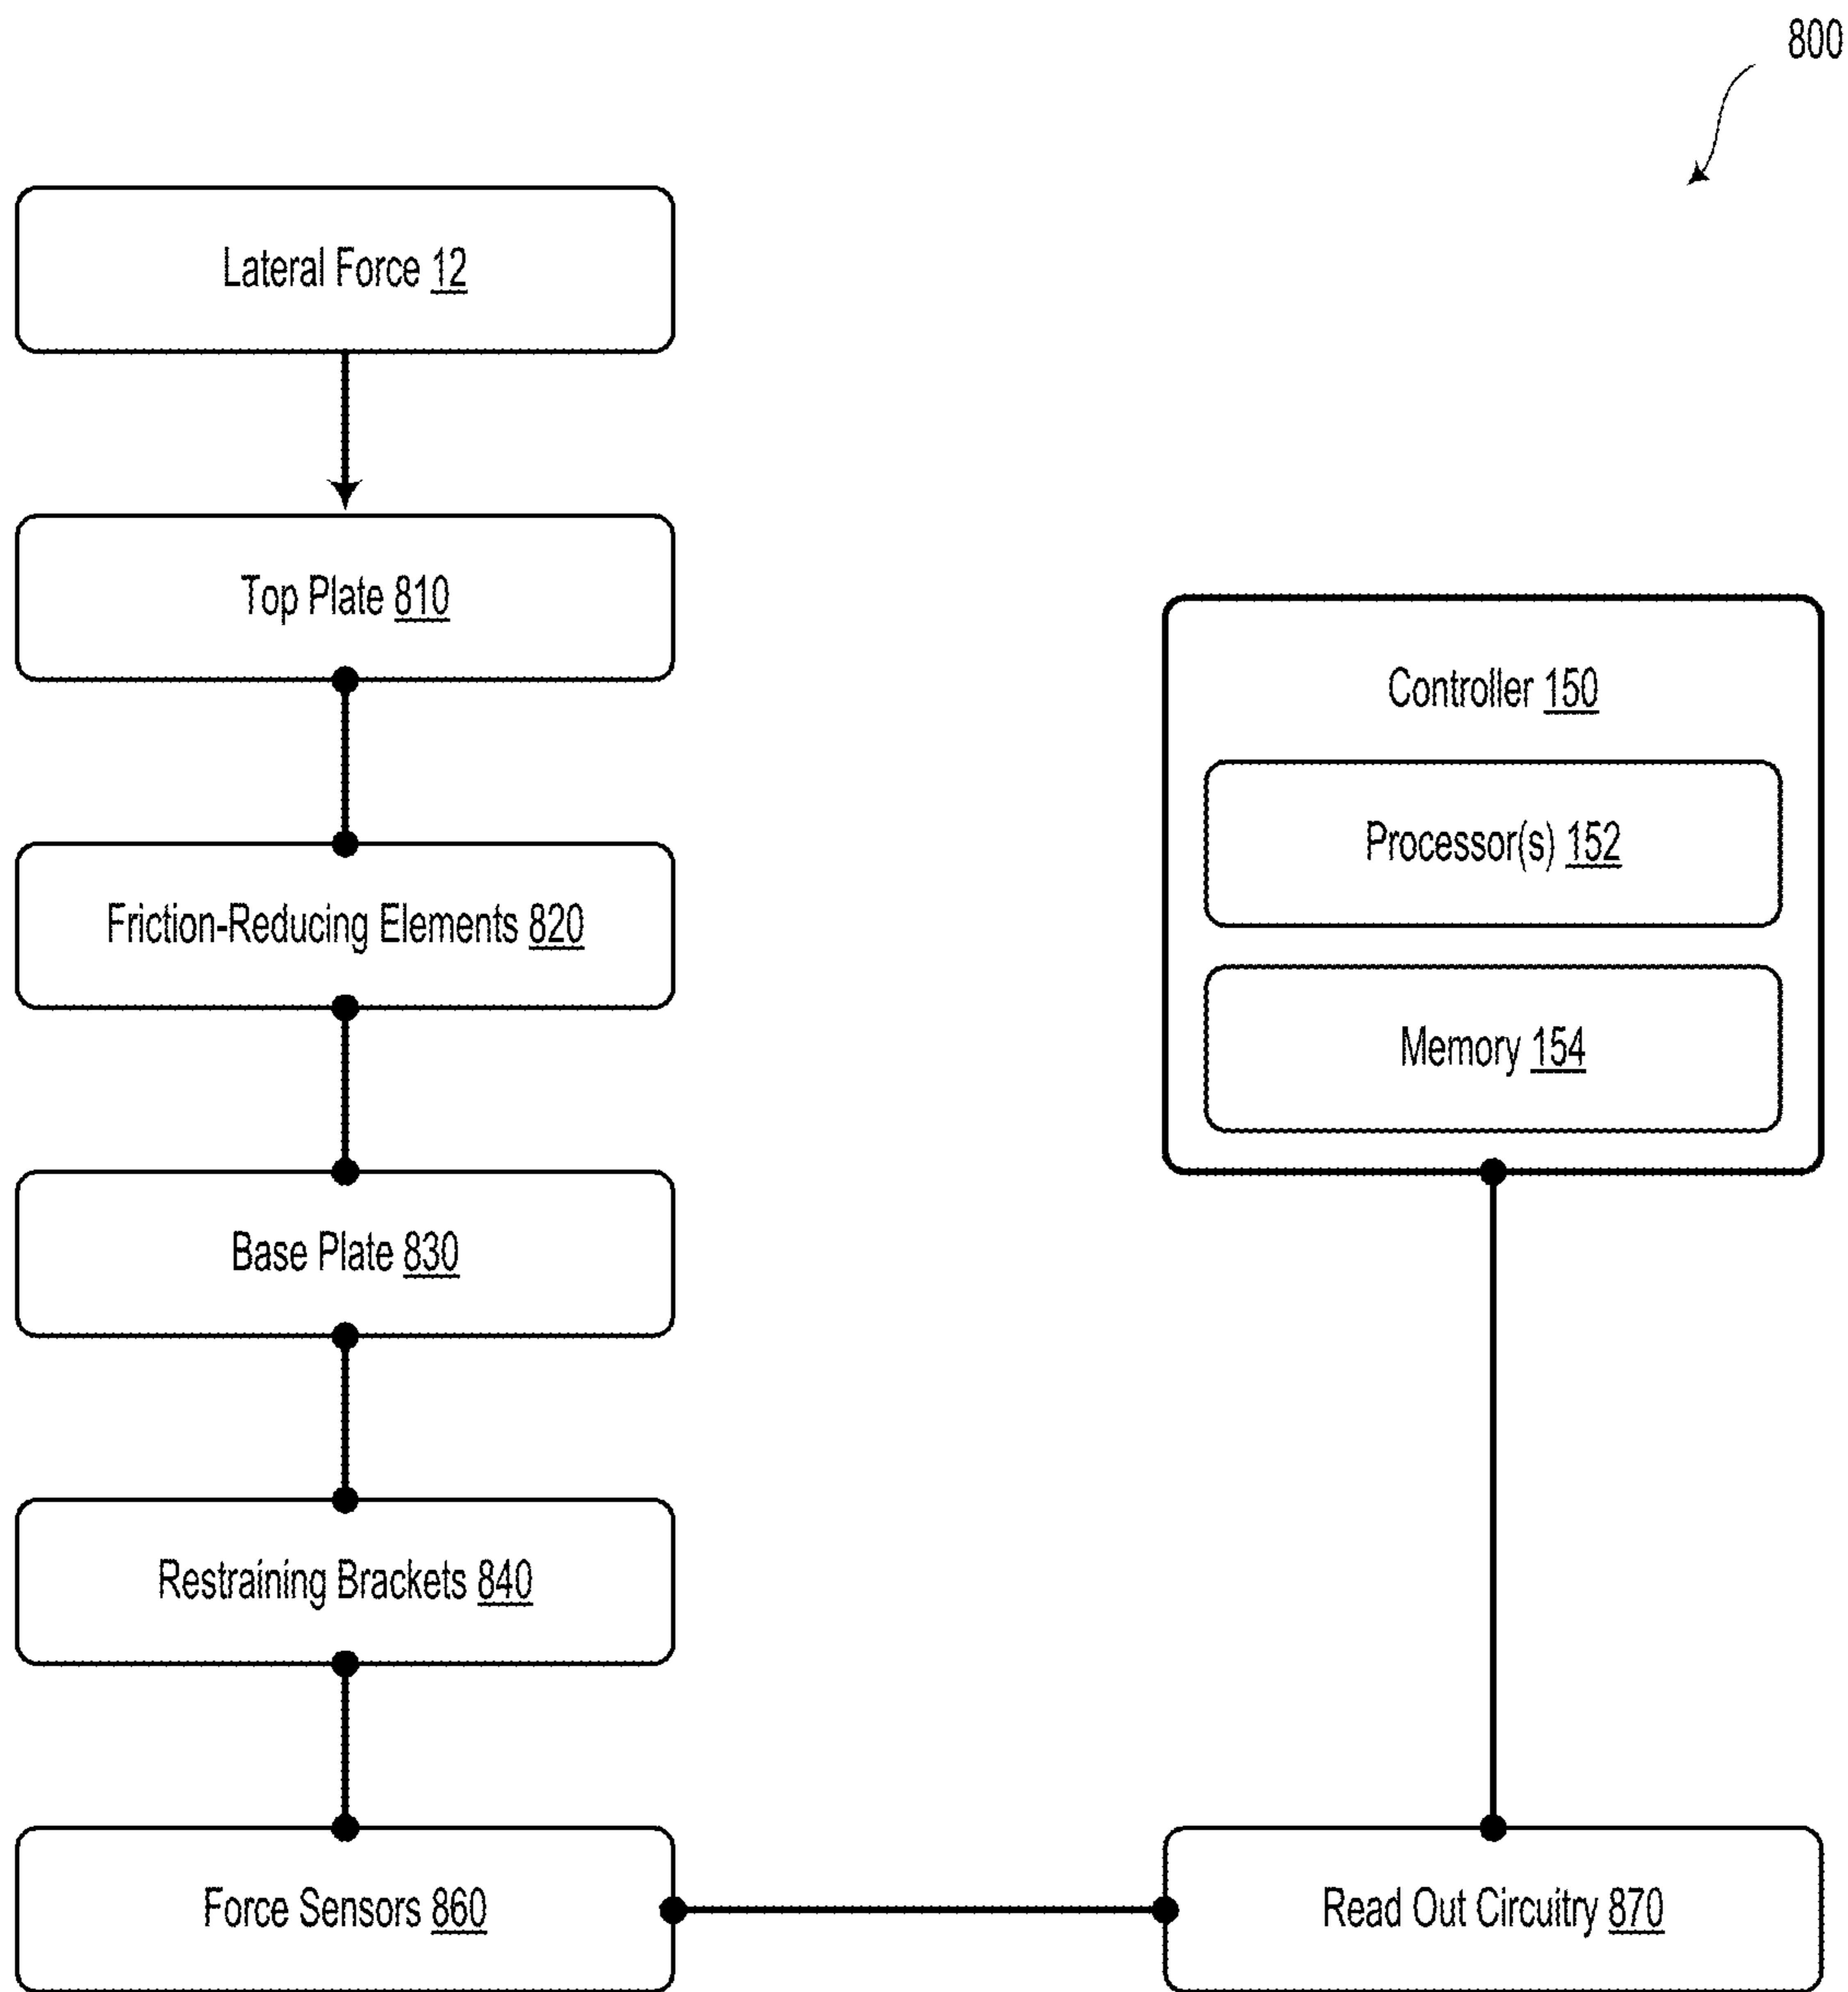 800
Lateral Force 12
Top Plate 810
Controller 150
Processor(s) 152
Friction-Reducing Elements 820
Memory 154
Base Plate 830
Restraining Brackets 840
Force Sensors 860
Read Out Circuitry 870